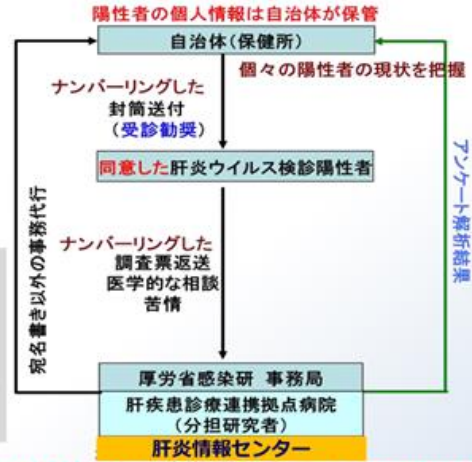 陽性者の個人情報は自治体が保管
自治体(保健所)
個々の陽性者の現状を把握
ナンバーリングした
封筒送付
(受診勧奨)
同意した肝炎ウイルス検診陽性者
ナンバーリングした
調査票返送
医学的な相談
苦情
宛名書き以外の事務代行
アンケート解析結果
厚労省感染研 事務局
肝疾患診療連携拠点病院
(分担研究者)
肝炎情報センター